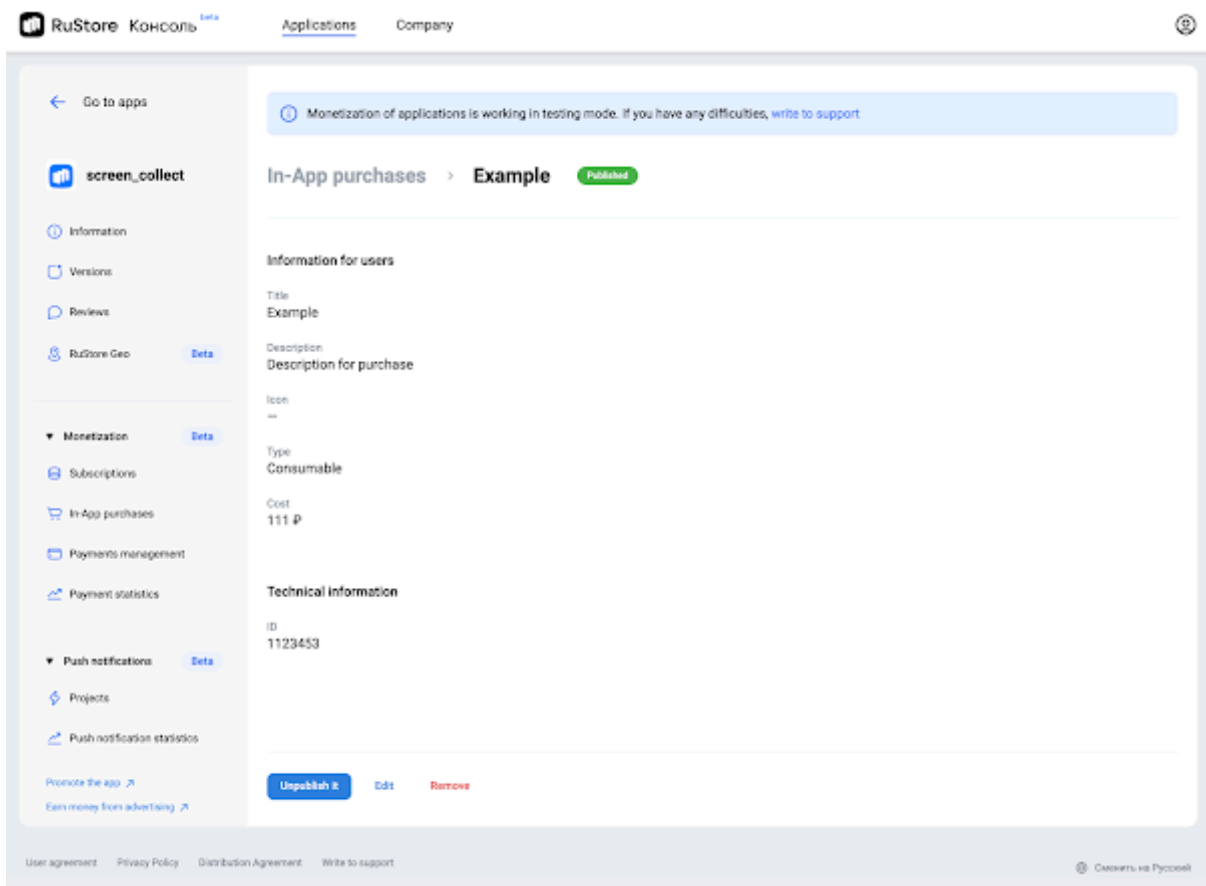 RuStore Консоль beta Applications Company
Go to apps
Monetization of applications is working in testing mode. If you have any difficulties, write to support
screen_collect
In-App purchases > Example Published
Information
Versions
Reviews
RuStore Geo Beta
Monetization Beta
Subscriptions
In-App purchases
Payments management
Payment statistics
Push notifications Beta
Projects
Push notification statistics
Promote the app
Earn money from advertising
Information for users
Title
Example
Description
Description for purchase
Icon
—
Type
Consumable
Cost
111 ₽
Technical information
ID
1123453
Unpublish it Edit Remove
User agreement Privacy Policy Distribution Agreement Write to support
Сменить на Русский